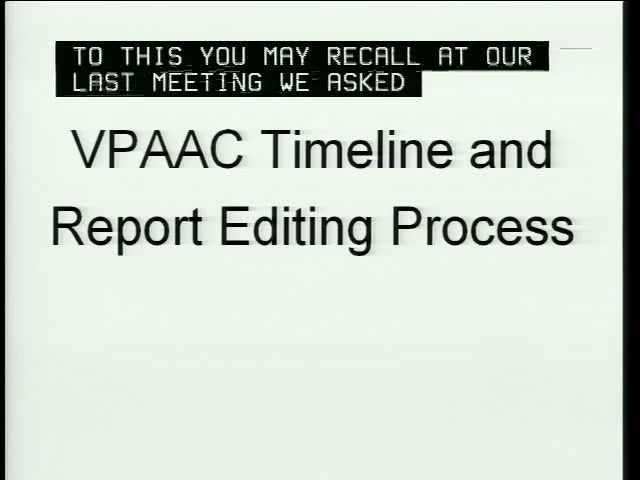 TO THIS YOU MAY RECALL AT OUR
LAST MEETING WE ASKED
VPAAC Timeline and
Report Editing Process